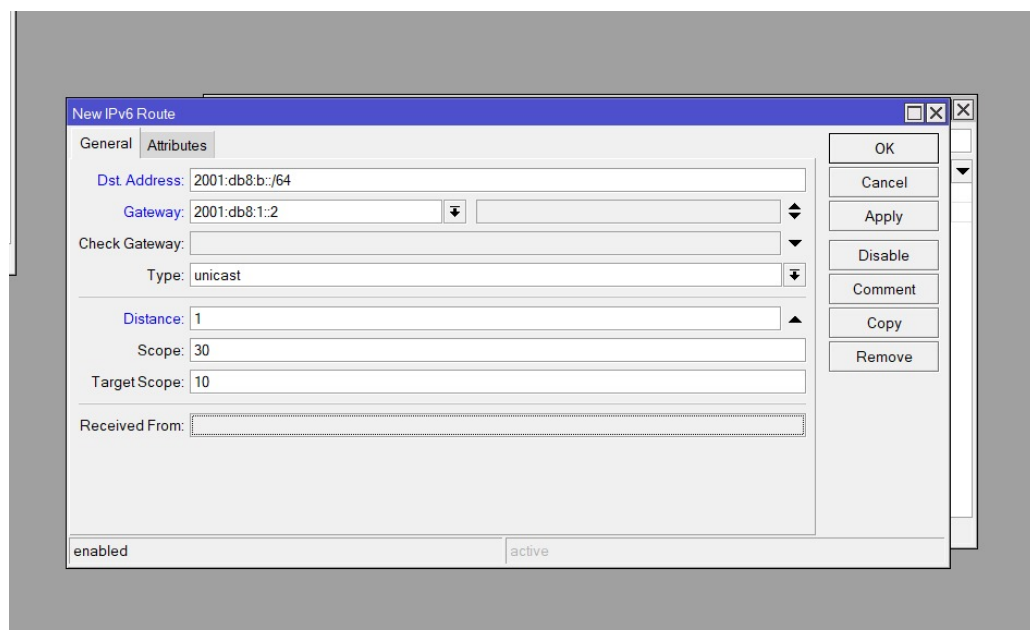 New IPv6 Route
General Attributes
Dst. Address: 2001:db8:b::/64
Gateway: 2001:db8:1::2
Check Gateway:
Type: unicast
Distance: 1
Scope: 30
Target Scope: 10
Received From:
OK
Cancel
Apply
Disable
Comment
Copy
Remove
enabled active